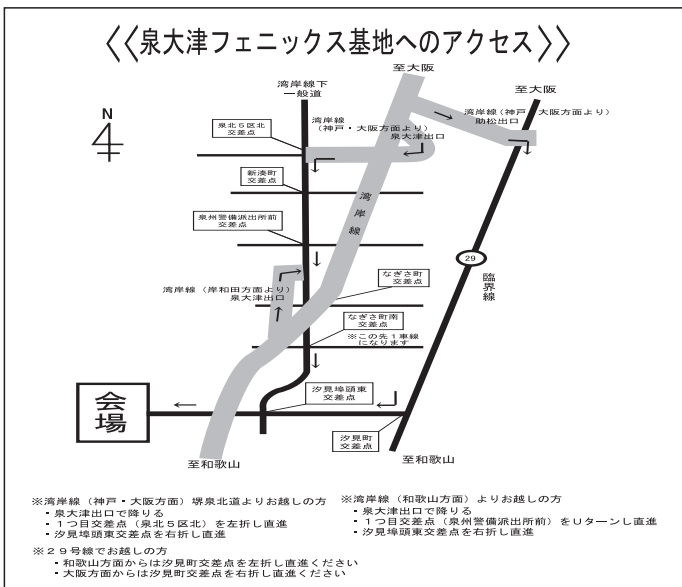 《《泉大津フェニックス基地へのアクセス》》
至大阪
湾岸線下
一般道
至大阪
N
湾岸線
（神戸・大阪方面より）
泉大津出口
湾岸線（神戸・大阪方面より）
助松出口
泉北５区北
交差点
新湊町
交差点
湾岸線
泉州警備派出所前
交差点
29
臨界線
湾岸線（岸和田方面より）
泉大津出口
なぎさ町
交差点
なぎさ町南
交差点
※この先１車線
になります
汐見埠頭東
交差点
会場
汐見町
交差点
至和歌山
至和歌山
※湾岸線（神戸・大阪方面）堺泉北道よりお越しの方
・泉大津出口で降りる
・１つ目交差点（泉北５区北）を左折し直進
・汐見埠頭東交差点を右折し直進
※湾岸線（和歌山方面）よりお越しの方
・泉大津出口で降りる
・１つ目交差点（泉州警備派出所前）をＵターンし直進
・汐見埠頭東交差点を右折し直進
※２９号線でお越しの方
・和歌山方面からは汐見町交差点を左折し直進ください
・大阪方面からは汐見町交差点を右折し直進ください